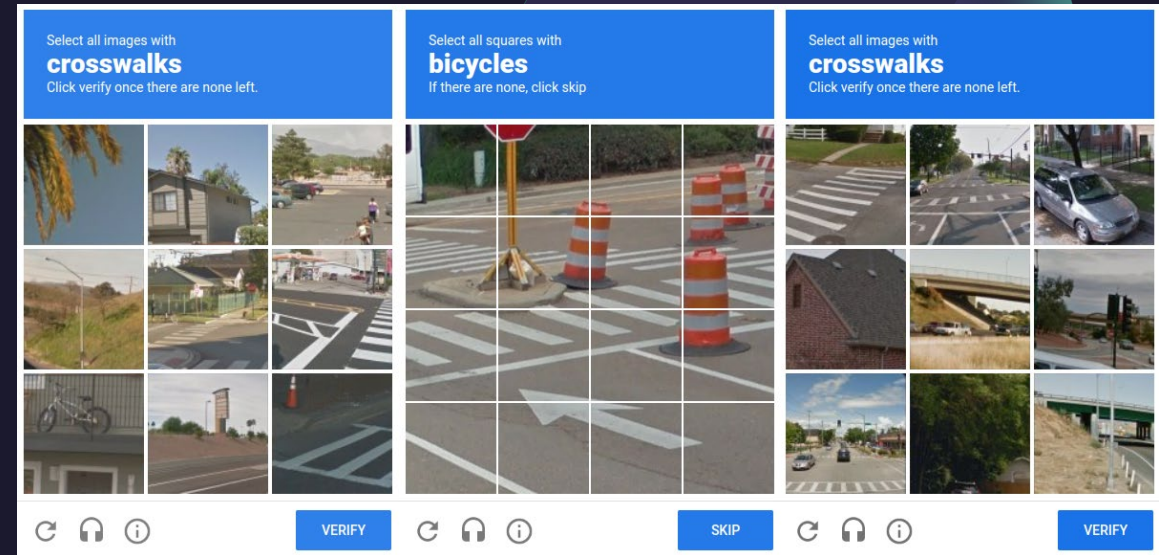 Select all images with
crosswalks
Click verify once there are none left.
VERIFY
Select all squares with
bicycles
If there are none, click skip
SKIP
Select all images with
crosswalks
Click verify once there are none left.
VERIFY